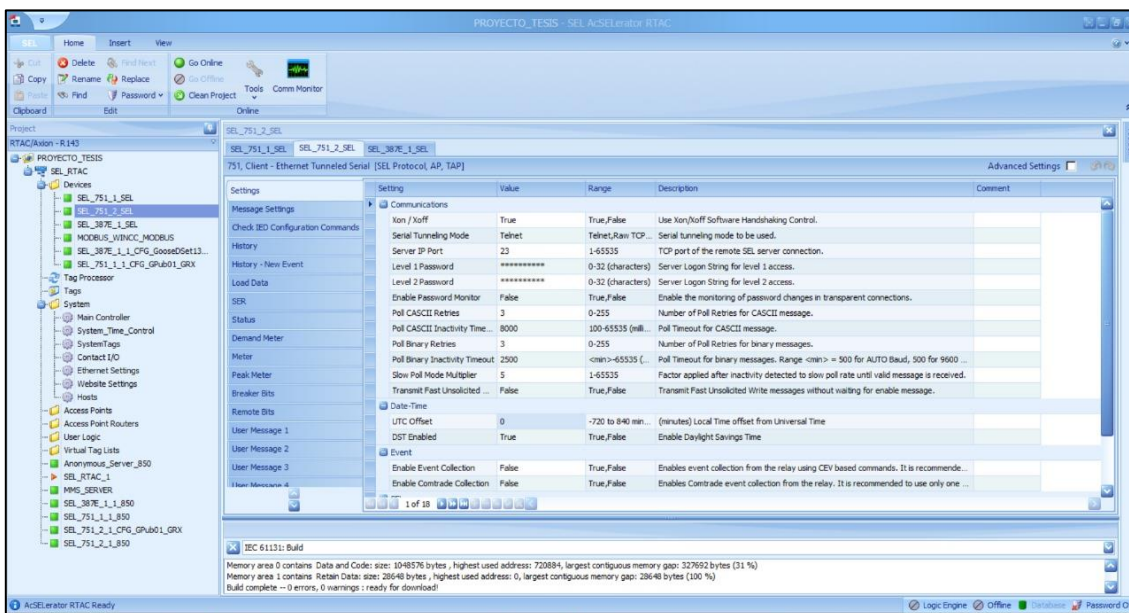 PROYECTO_TESIS - SEL AcSELerator RTAC
SEL Home Insert View
Cut Delete Find Next Go Online
Copy Rename Replace Go Offline
Paste Find Password Clean Project Tools Comm Monitor
Clipboard Edit Online
Project
RTAC/Axion - R143
PROYECTO_TESIS
SEL_RTAC
Devices
SEL_751_1_SEL
SEL_751_2_SEL
SEL_387E_1_SEL
MODBUS_WINCC_MODBUS
SEL_387E_1_1_CFG_GooseDSet13...
SEL_751_1_1_CFG_GPub01_GRX
Tag Processor
Tags
System
Main Controller
System_Time_Control
SystemTags
Contact I/O
Ethernet Settings
Website Settings
Hosts
Access Points
Access Point Routers
User Logic
Virtual Tag Lists
Anonymous_Server_850
SEL_RTAC_1
MMS_SERVER
SEL_387E_1_1_850
SEL_751_1_1_850
SEL_751_2_1_CFG_GPub01_GRX
SEL_751_2_1_850
SEL_751_2_SEL
SEL_751_1_SEL SEL_751_2_SEL SEL_387E_1_SEL
751, Client - Ethernet Tunneled Serial [SEL Protocol, AP, TAP] Advanced Settings
Settings
Message Settings
Check IED Configuration Commands
History
History - New Event
Load Data
SER
Status
Demand Meter
Meter
Peak Meter
Breaker Bits
Remote Bits
User Message 1
User Message 2
User Message 3
User Message 4
Setting Value Range Description Comment
Communications
Xon / Xoff True True,False Use Xon/Xoff Software Handshaking Control.
Serial Tunneling Mode Telnet Telnet,Raw TCP... Serial tunneling mode to be used.
Server IP Port 23 1-65535 TCP port of the remote SEL server connection.
Level 1 Password ********** 0-32 (characters) Server Logon String for level 1 access.
Level 2 Password ********** 0-32 (characters) Server Logon String for level 2 access.
Enable Password Monitor False True,False Enable the monitoring of password changes in transparent connections.
Poll CASCII Retries 3 0-255 Number of Poll Retries for CASCII message.
Poll CASCII Inactivity Time... 8000 100-65535 (milli... Poll Timeout for CASCII message.
Poll Binary Retries 3 0-255 Number of Poll Retries for binary messages.
Poll Binary Inactivity Timeout 2500 <min>-65535 (... Poll Timeout for binary messages. Range <min> = 500 for AUTO Baud, 500 for 9600 ...
Slow Poll Mode Multiplier 5 1-65535 Factor applied after inactivity detected to slow poll rate until valid message is received.
Transmit Fast Unsolicited ... False True,False Transmit Fast Unsolicited Write messages without waiting for enable message.
Date-Time
UTC Offset 0 -720 to 840 min... (minutes) Local Time offset from Universal Time
DST Enabled True True,False Enable Daylight Savings Time
Event
Enable Event Collection False True,False Enables event collection from the relay using CEV based commands. It is recommende...
Enable Comtrade Collection False True,False Enables Comtrade event collection from the relay. It is recommended to use only one ...
1 of 18
IEC 61131: Build
Memory area 0 contains Data and Code: size: 1048576 bytes , highest used address: 720884, largest contiguous memory gap: 327692 bytes (31 %)
Memory area 1 contains Retain Data: size: 28648 bytes , highest used address: 0, largest contiguous memory gap: 28648 bytes (100 %)
Build complete -- 0 errors, 0 warnings : ready for download!
AcSELerator RTAC Ready Logic Engine Offline Database Password O